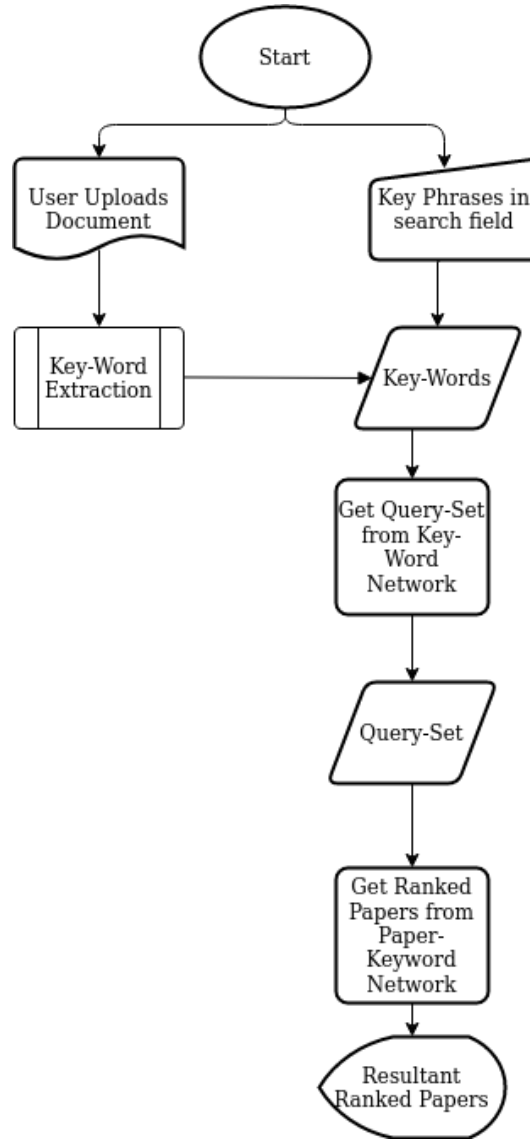 Start
User Uploads
Document
Key Phrases in
search field
Key-Word
Extraction
Key-Words
Get Query-Set
from Key-
Word
Network
Query-Set
Get Ranked
Papers from
Paper-
Keyword
Network
Resultant
Ranked Papers